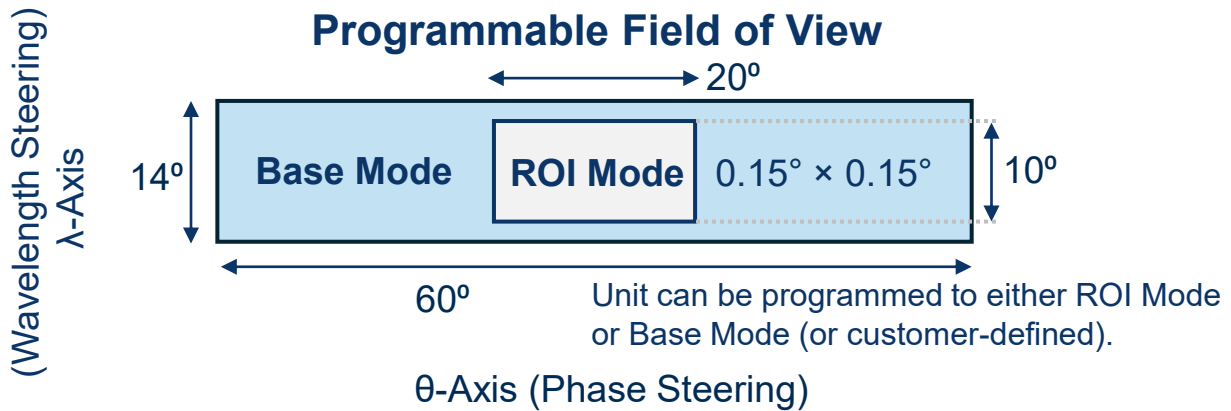 Programmable Field of View
20º
(Wavelength Steering)
λ-Axis
14º
Base Mode
ROI Mode
0.15° × 0.15°
10º
60º
Unit can be programmed to either ROI Mode
or Base Mode (or customer-defined).
θ-Axis (Phase Steering)